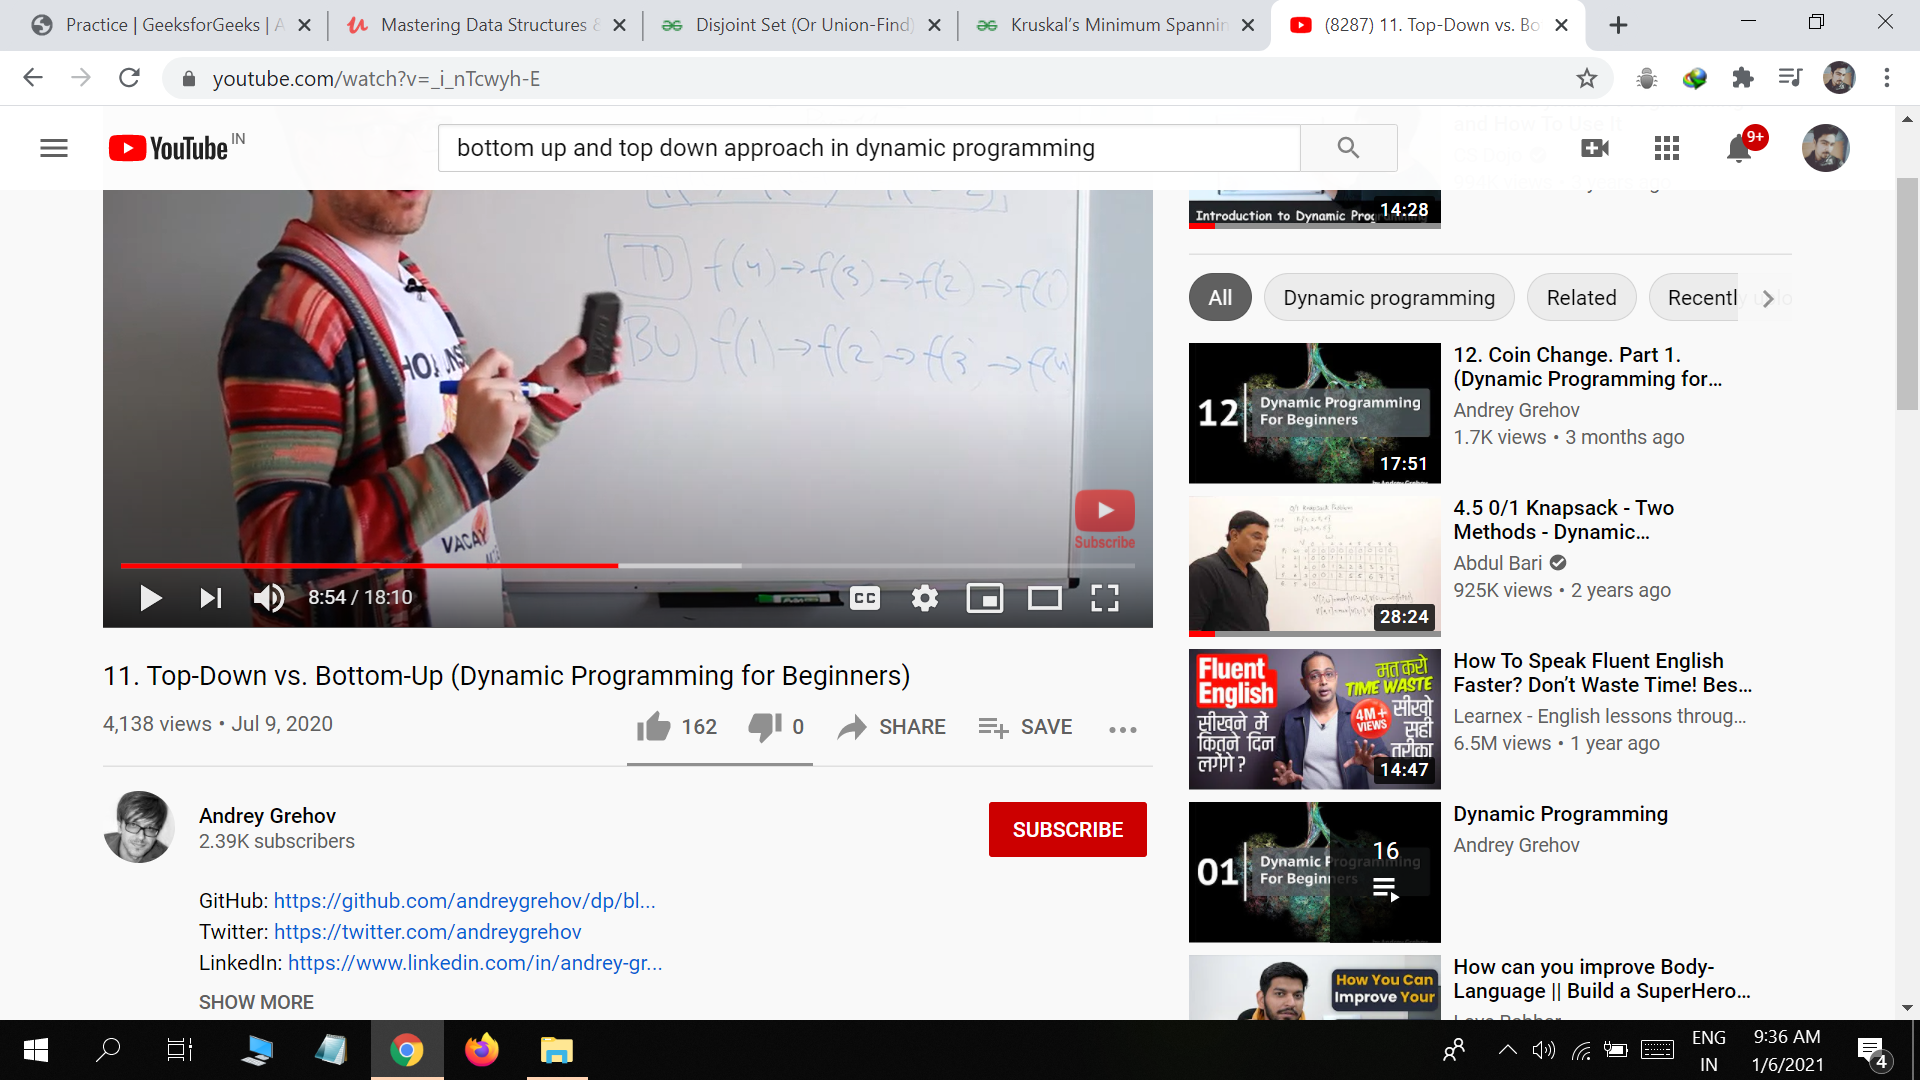 Practice | GeeksforGeeks | A
Mastering Data Structures &
Disjoint Set (Or Union-Find)
Kruskal’s Minimum Spannin
(8287) 11. Top-Down vs. Bo
youtube.com/watch?v=_i_nTcwyh-E
YouTube IN
bottom up and top down approach in dynamic programming
and How To Use It
9+
Introduction to Dynamic Programming
14:28
TD f(4)→f(3)→f(2)→f(1)
BU f(1)→f(2)→f(3)→f(4)
VACAY
Subscribe
8:54 / 18:10
CC
11. Top-Down vs. Bottom-Up (Dynamic Programming for Beginners)
4,138 views • Jul 9, 2020
162
0
SHARE
SAVE
Andrey Grehov
2.39K subscribers
SUBSCRIBE
GitHub: https://github.com/andreygrehov/dp/bl...
Twitter: https://twitter.com/andreygrehov
LinkedIn: https://www.linkedin.com/in/andrey-gr...
SHOW MORE
All
Dynamic programming
Related
Recently
12
Dynamic Programming
For Beginners
17:51
12. Coin Change. Part 1.
(Dynamic Programming for...
Andrey Grehov
1.7K views • 3 months ago
28:24
4.5 0/1 Knapsack - Two
Methods - Dynamic...
Abdul Bari
925K views • 2 years ago
Fluent
English
सीखने में
कितने दिन
लगेंगे?
मत करो
TIME WASTE
4M+
VIEWS
सीखो
सही
तरीका
14:47
How To Speak Fluent English
Faster? Don’t Waste Time! Bes...
Learnex - English lessons throug...
6.5M views • 1 year ago
01
Dynamic Programming
For Beginners
16
Dynamic Programming
Andrey Grehov
How You Can
Improve Your
How can you improve Body-
Language || Build a SuperHero...
Love Babbar
ENG
IN
9:36 AM
1/6/2021
4